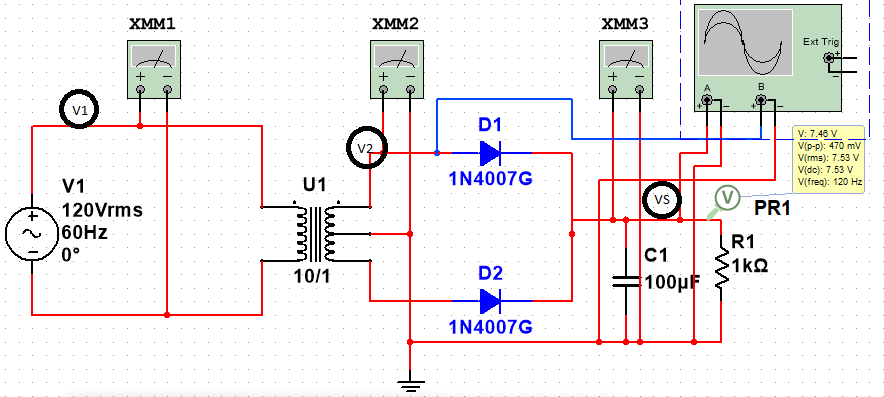 XMM1
XMM2
XMM3
Ext Trig
A
B
V1
V2
VS
D1
1N4007G
U1
10/1
V1
120Vrms
60Hz
0°
D2
1N4007G
C1
100µF
R1
1kΩ
V
PR1
V: 7.46 V
V(p-p): 470 mV
V(rms): 7.53 V
V(dc): 7.53 V
V(freq): 120 Hz